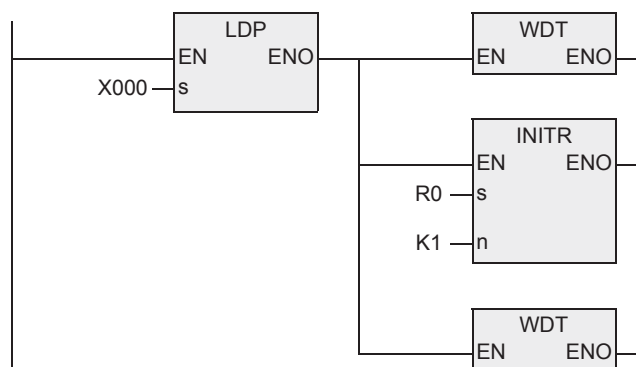 LDP
EN ENO
X000 s
WDT
EN ENO
INITR
EN ENO
R0 s
K1 n
WDT
EN ENO